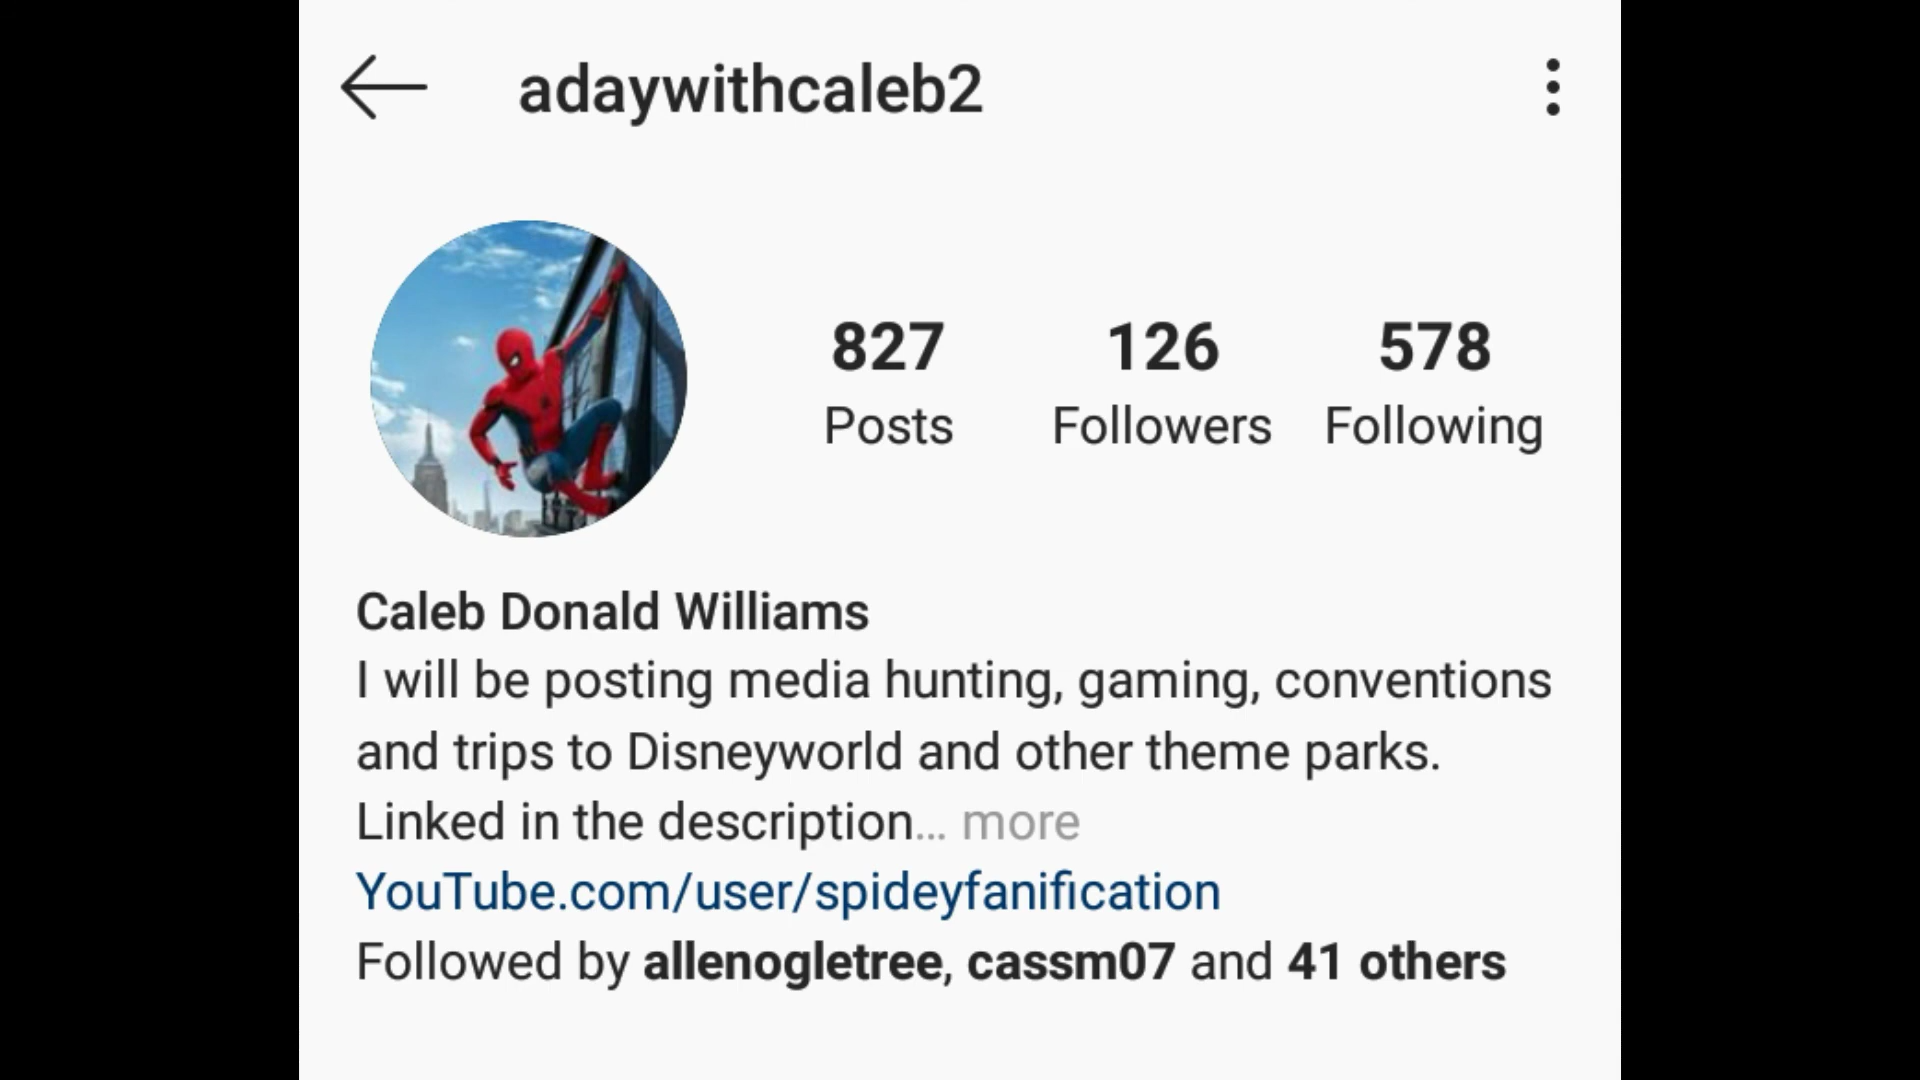 adaywithcaleb2
827 126 578
Posts Followers Following
Caleb Donald Williams
I will be posting media hunting, gaming, conventions
and trips to Disneyworld and other theme parks.
Linked in the description... more
YouTube.com/user/spideyfanification
Followed by allenogletree, cassm07 and 41 others